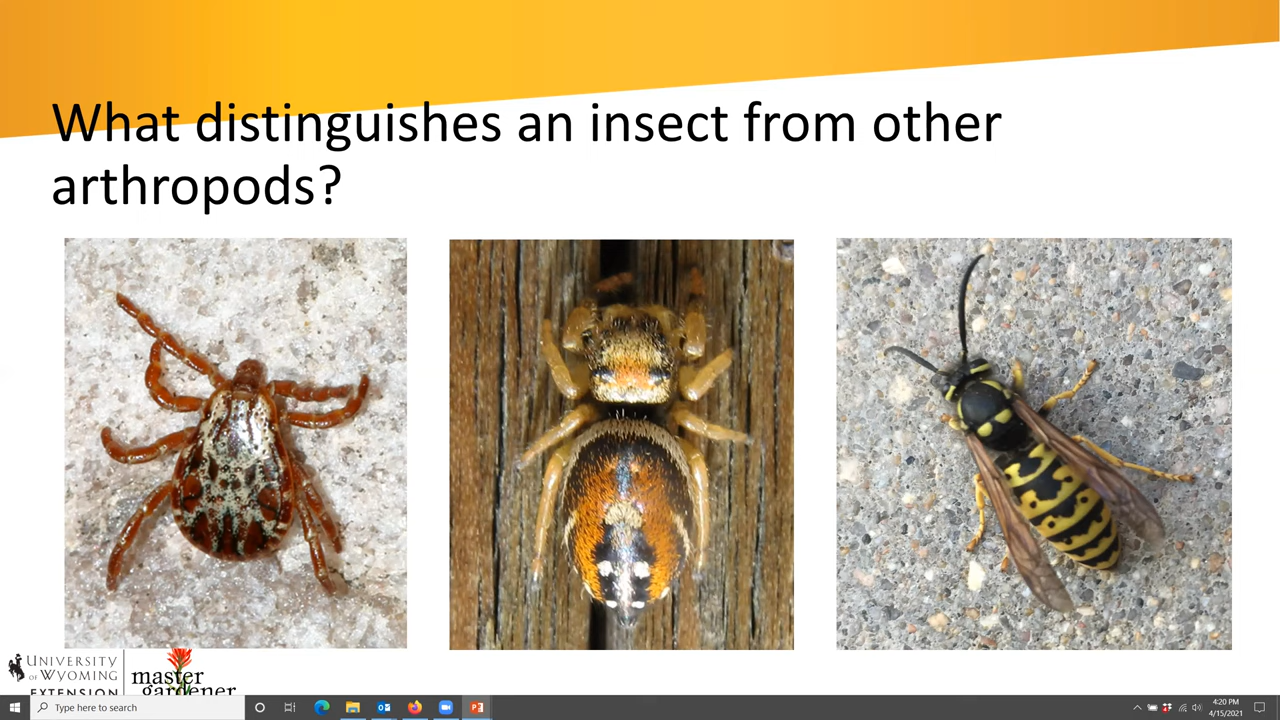 What distinguishes an insect from other
arthropods?
UNIVERSITY
OF WYOMING
EXTENSION
master
gardener
Type here to search
4:20 PM
4/15/2021